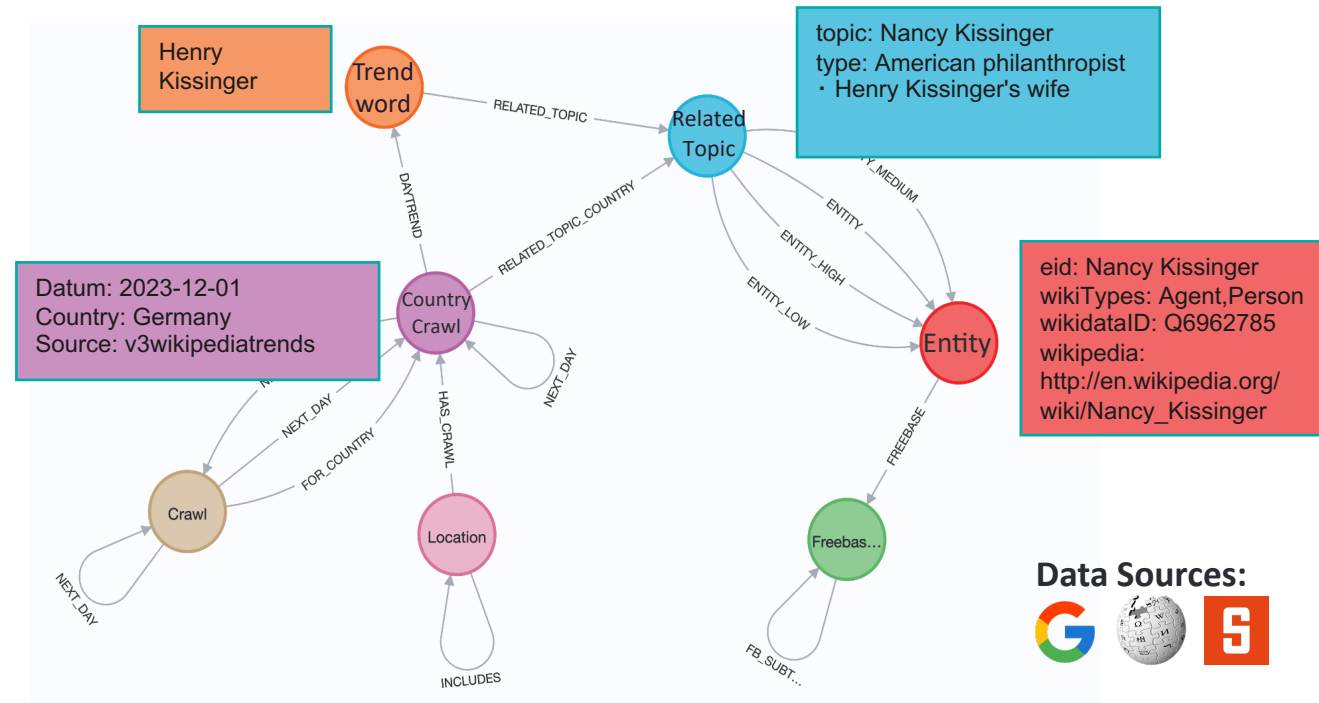 Henry
Kissinger
Trend
word
RELATED_TOPIC
Related
Topic
topic: Nancy Kissinger
type: American philanthropist
· Henry Kissinger's wife
Y_MEDIUM
DAYTREND
RELATED_TOPIC_COUNTRY
ENTITY
ENTITY_HIGH
ENTITY_LOW
Datum: 2023-12-01
Country: Germany
Source: v3wikipediatrends
Country
Crawl
Entity
eid: Nancy Kissinger
wikiTypes: Agent,Person
wikidataID: Q6962785
wikipedia:
http://en.wikipedia.org/
wiki/Nancy_Kissinger
NEXT_DAY
NEXT_DAY
FOR_COUNTRY
HAS_CRAWL
FREEBASE
Crawl
Location
Freebas...
NEXT_DAY
INCLUDES
FB_SUBT...
Data Sources:
G
S